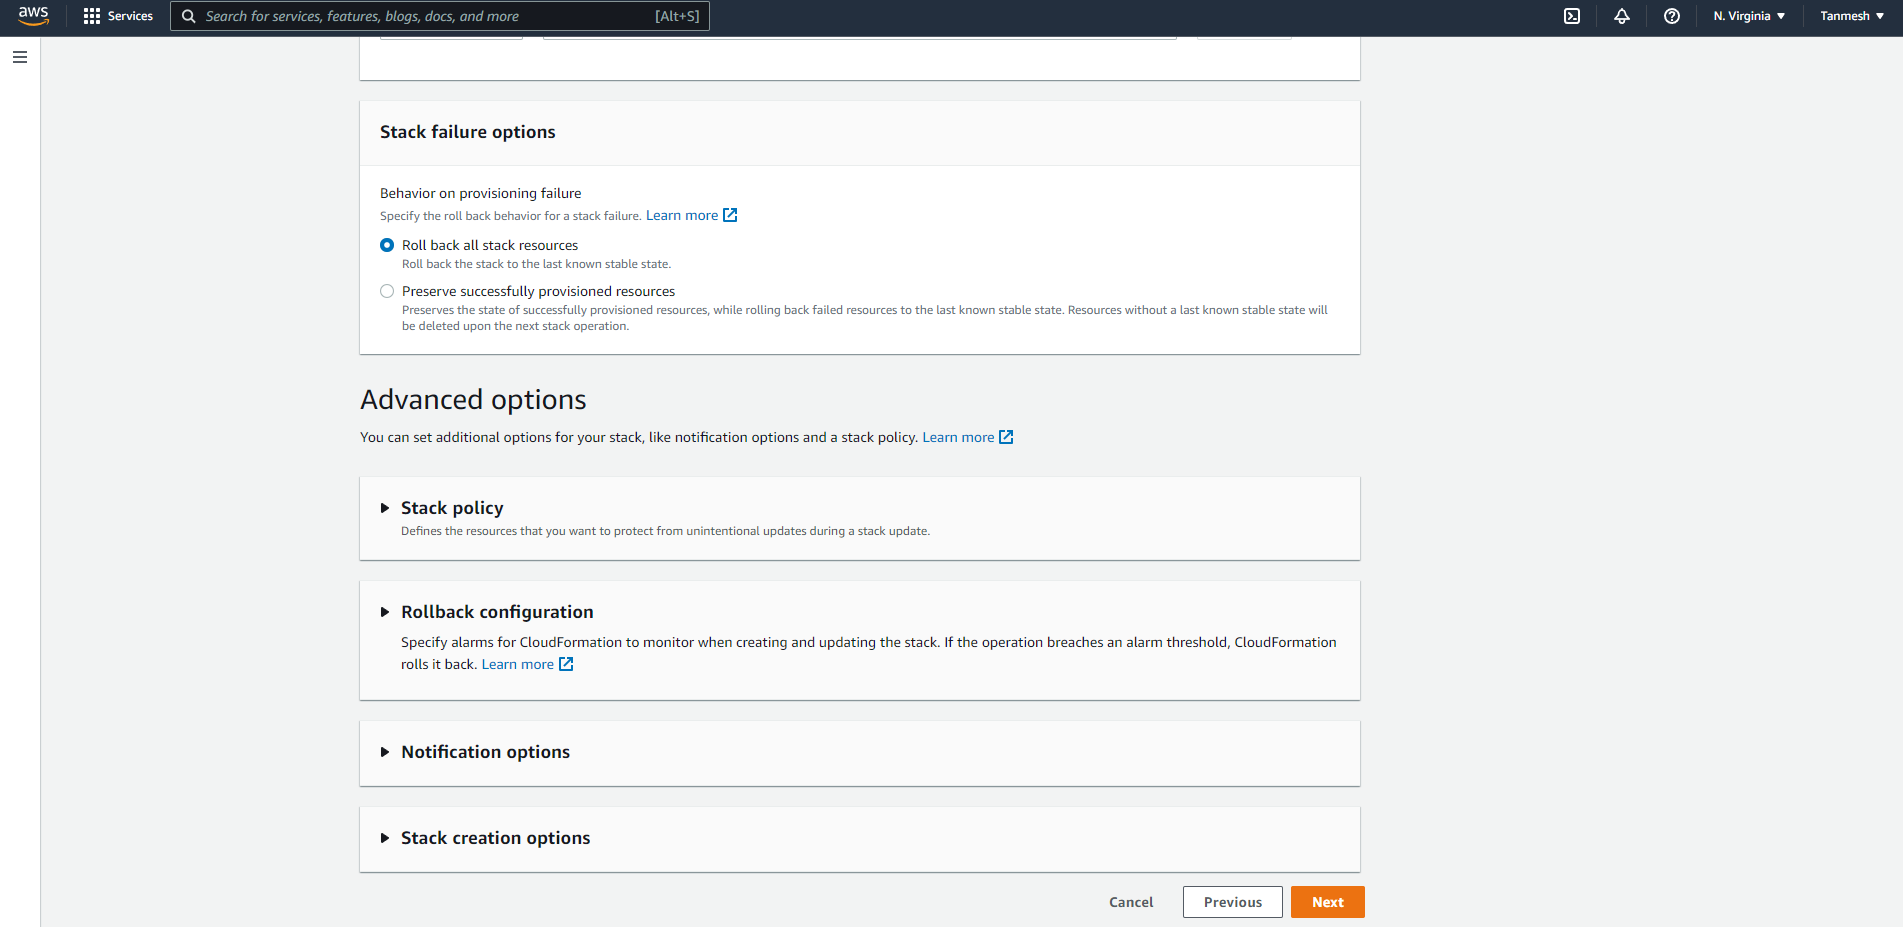 aws
Services
Search for services, features, blogs, docs, and more
[Alt+S]
N. Virginia
Tanmesh
Stack failure options
Behavior on provisioning failure
Specify the roll back behavior for a stack failure. Learn more
Roll back all stack resources
Roll back the stack to the last known stable state.
Preserve successfully provisioned resources
Preserves the state of successfully provisioned resources, while rolling back failed resources to the last known stable state. Resources without a last known stable state will
be deleted upon the next stack operation.
Advanced options
You can set additional options for your stack, like notification options and a stack policy. Learn more
Stack policy
Defines the resources that you want to protect from unintentional updates during a stack update.
Rollback configuration
Specify alarms for CloudFormation to monitor when creating and updating the stack. If the operation breaches an alarm threshold, CloudFormation
rolls it back. Learn more
Notification options
Stack creation options
Cancel
Previous
Next